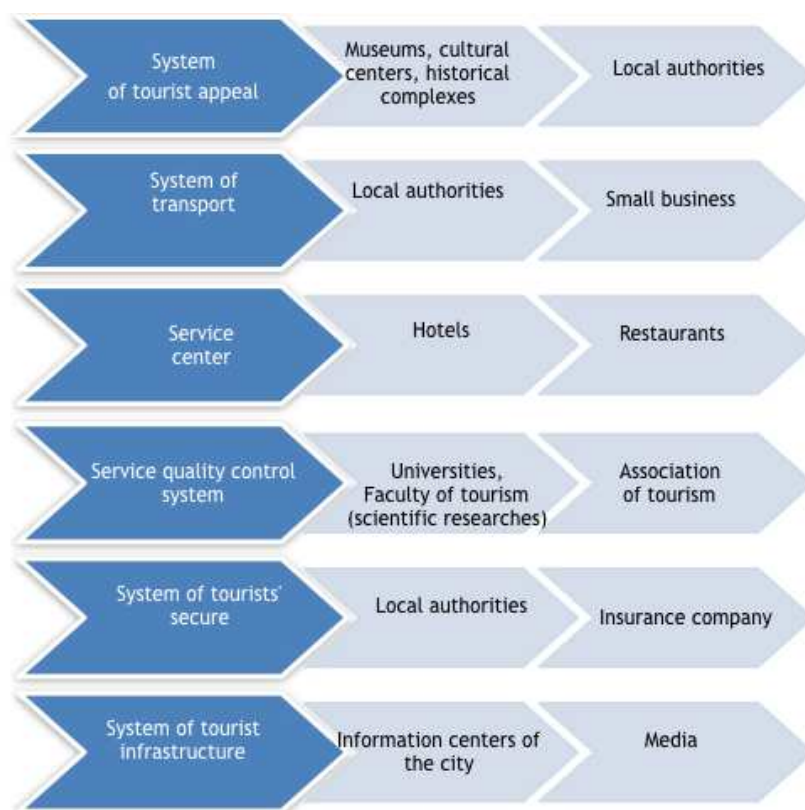 System
of tourist appeal
Museums, cultural
centers, historical
complexes
Local authorities
System of
transport
Local authorities
Small business
Service
center
Hotels
Restaurants
Service quality control
system
Universities,
Faculty of tourism
(scientific researches)
Association
of tourism
System of tourists'
secure
Local authorities
Insurance company
System of tourist
infrastructure
Information centers of
the city
Media